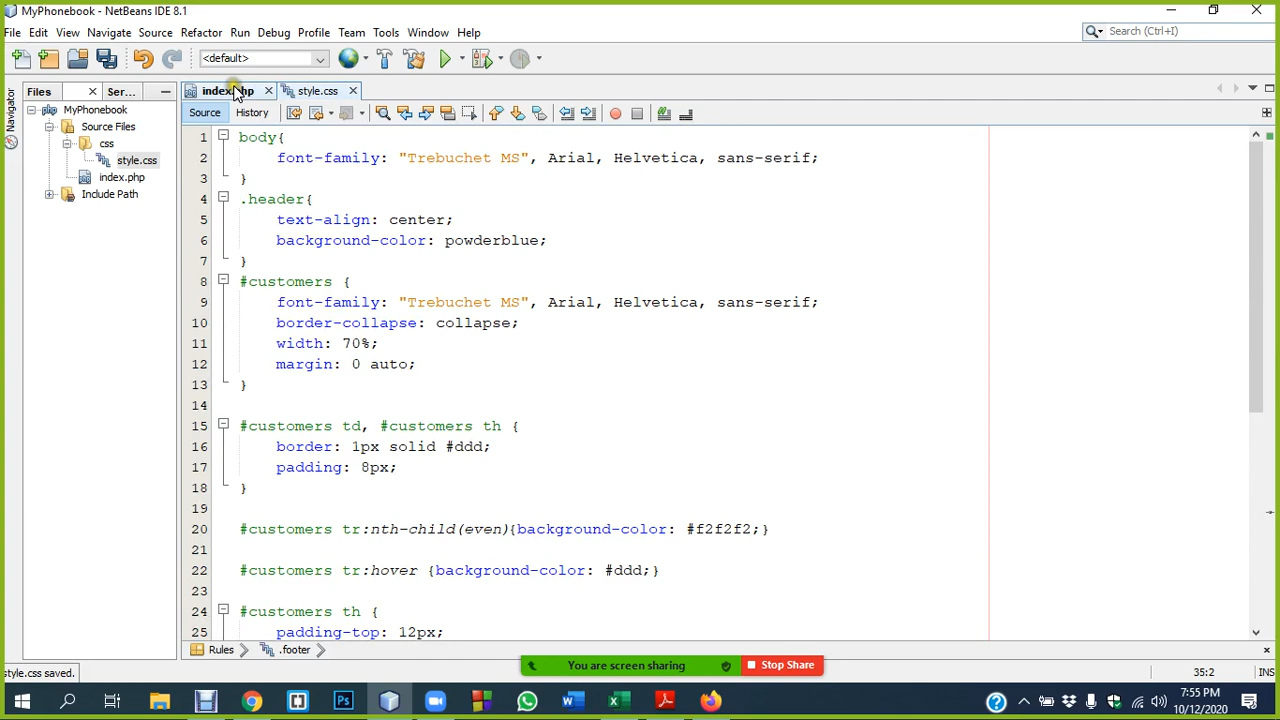 MyPhonebook - NetBeans IDE 8.1
File Edit View Navigate Source Refactor Run Debug Profile Team Tools Window Help
Search (Ctrl+I)
<default>
Files Ser...
index.php style.css
Source History
MyPhonebook
Source Files
css
style.css
index.php
Include Path
Navigator
1 body{
2 font-family: "Trebuchet MS", Arial, Helvetica, sans-serif;
3 }
4 .header{
5 text-align: center;
6 background-color: powderblue;
7 }
8 #customers {
9 font-family: "Trebuchet MS", Arial, Helvetica, sans-serif;
10 border-collapse: collapse;
11 width: 70%;
12 margin: 0 auto;
13 }
14
15 #customers td, #customers th {
16 border: 1px solid #ddd;
17 padding: 8px;
18 }
19
20 #customers tr:nth-child(even){background-color: #f2f2f2;}
21
22 #customers tr:hover {background-color: #ddd;}
23
24 #customers th {
25 padding-top: 12px;
Rules .footer
You are screen sharing Stop Share
style.css saved.
35:2 INS
7:55 PM
10/12/2020